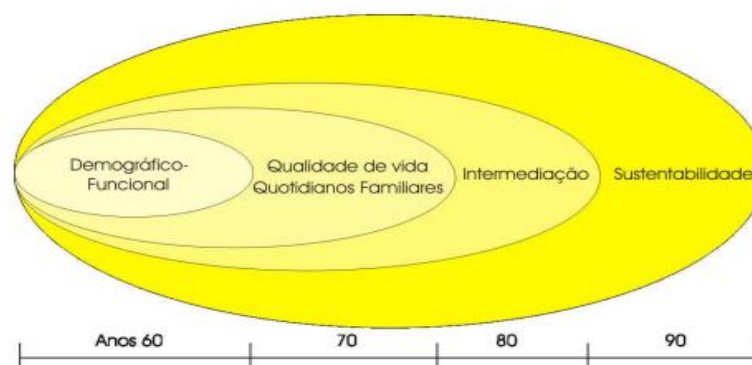 Demográfico-
Funcional
Qualidade de vida
Quotidianos Familiares
Intermediação
Sustentabilidade
Anos 60
70
80
90